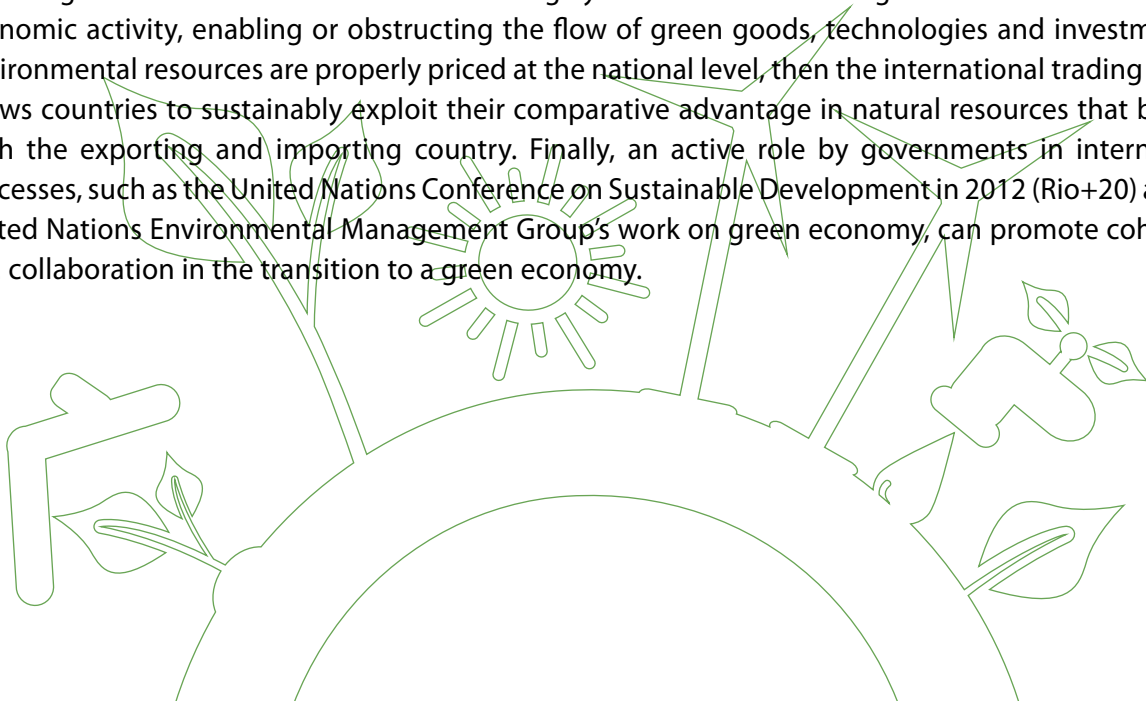 nomic activity, enabling or obstructing the flow of green goods, technologies and investm
ironmental resources are properly priced at the national level, then the international trading
ws countries to sustainably exploit their comparative advantage in natural resources that b
h the exporting and importing country. Finally, an active role by governments in intern
cesses, such as the United Nations Conference on Sustainable Development in 2012 (Rio+20) a
ted Nations Environmental Management Group's work on green economy, can promote coh
collaboration in the transition to a green economy.